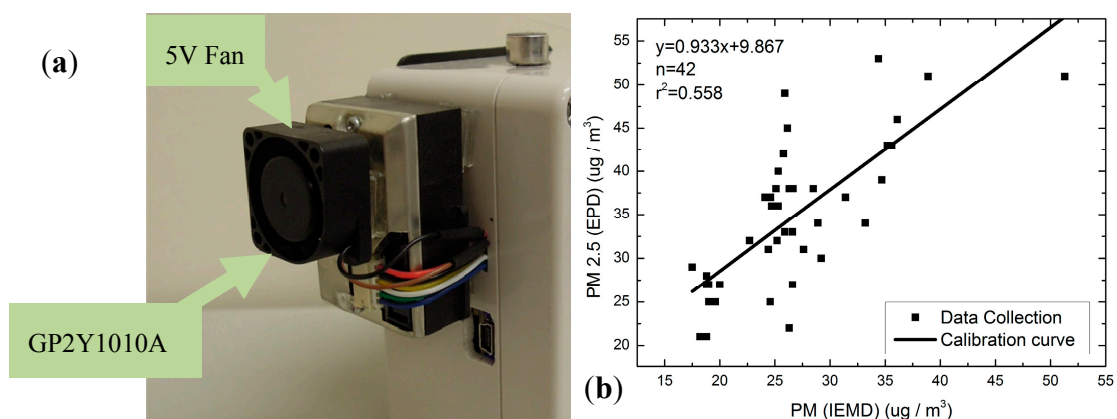 (a)
5V Fan
GP2Y1010A
y=0.933x+9.867
n=42
r²=0.558
55
50
45
40
35
30
25
20
PM 2.5 (EPD) (ug / m³)
Data Collection
Calibration curve
15 20 25 30 35 40 45 50 55
(b)
PM (IEMD) (ug / m³)